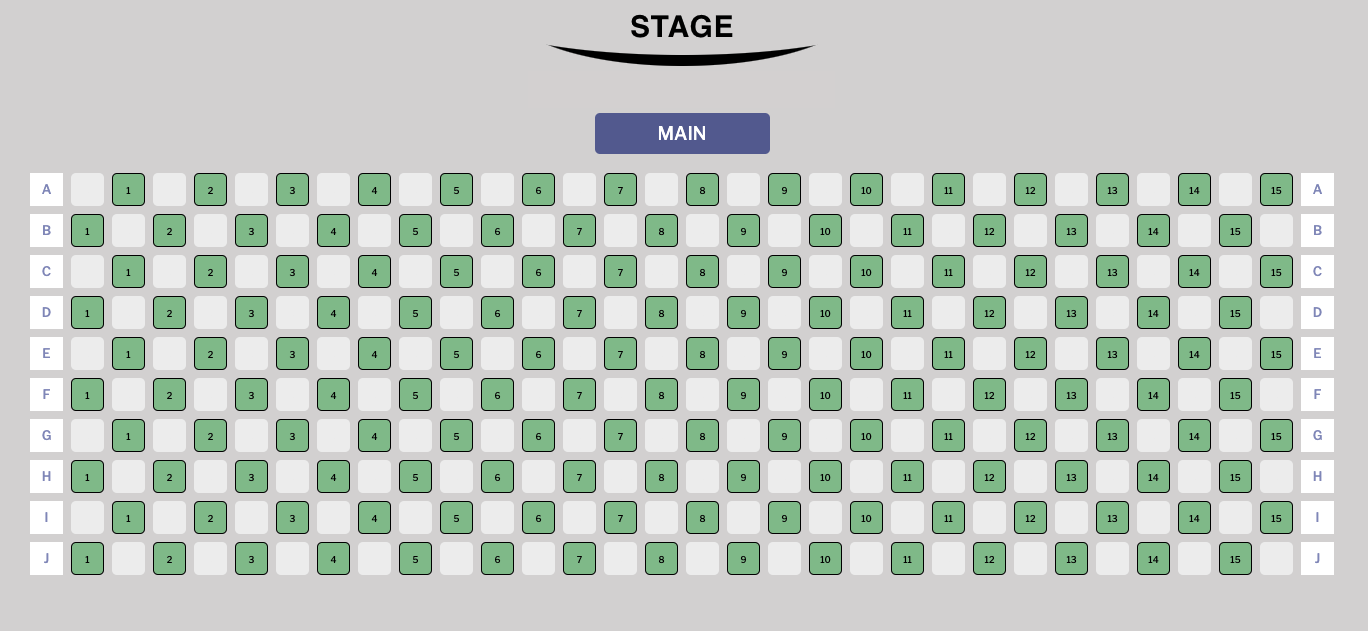 STAGE
MAIN
A 1 2 3 4 5 6 7 8 9 10 11 12 13 14 15 A
B 1 2 3 4 5 6 7 8 9 10 11 12 13 14 15 B
C 1 2 3 4 5 6 7 8 9 10 11 12 13 14 15 C
D 1 2 3 4 5 6 7 8 9 10 11 12 13 14 15 D
E 1 2 3 4 5 6 7 8 9 10 11 12 13 14 15 E
F 1 2 3 4 5 6 7 8 9 10 11 12 13 14 15 F
G 1 2 3 4 5 6 7 8 9 10 11 12 13 14 15 G
H 1 2 3 4 5 6 7 8 9 10 11 12 13 14 15 H
I 1 2 3 4 5 6 7 8 9 10 11 12 13 14 15 I
J 1 2 3 4 5 6 7 8 9 10 11 12 13 14 15 J